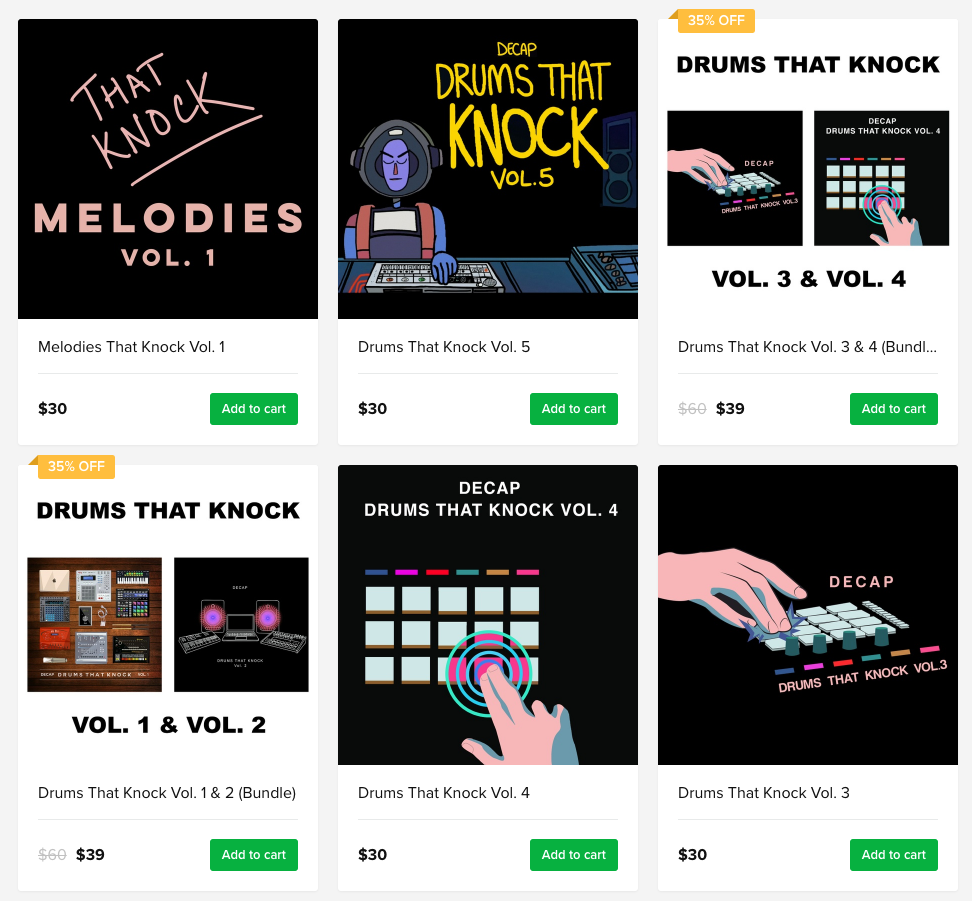 THAT
KNOCK
MELODIES
VOL. 1
Melodies That Knock Vol. 1
$30
Add to cart
DECAP
DRUMS THAT
KNOCK
VOL.5
Drums That Knock Vol. 5
$30
Add to cart
35% OFF
DRUMS THAT KNOCK
DECAP
DRUMS THAT KNOCK VOL.3
DECAP
DRUMS THAT KNOCK VOL. 4
VOL. 3 & VOL. 4
Drums That Knock Vol. 3 & 4 (Bundl...
$60 $39
Add to cart
35% OFF
DRUMS THAT KNOCK
DECAP DRUMS THAT KNOCK VOL. 1
DECAP
DRUMS THAT KNOCK
Vol. 2
VOL. 1 & VOL. 2
Drums That Knock Vol. 1 & 2 (Bundle)
$60 $39
Add to cart
DECAP
DRUMS THAT KNOCK VOL. 4
Drums That Knock Vol. 4
$30
Add to cart
DECAP
DRUMS THAT KNOCK VOL.3
Drums That Knock Vol. 3
$30
Add to cart